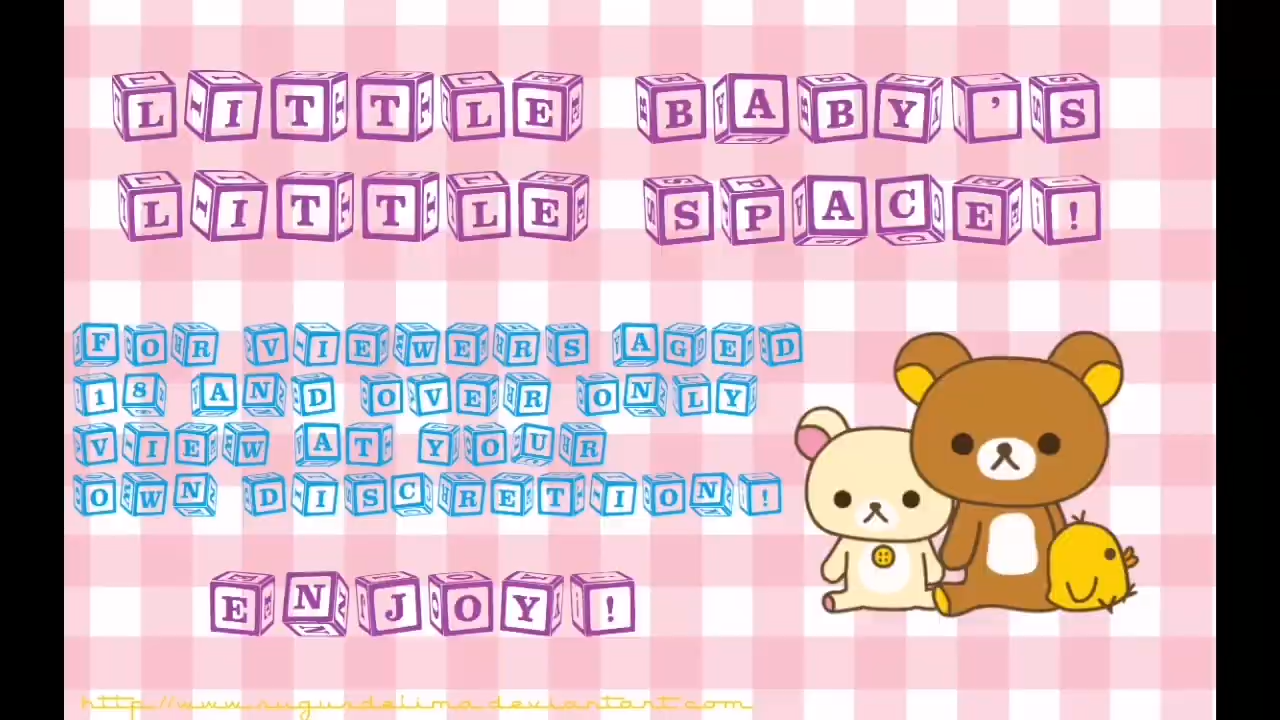 LITTLE BABY'S
LITTLE SPACE!
FOR VIEWERS AGED
18 AND OVER ONLY
VIEW AT YOUR
OWN DISCRETION!
ENJOY!